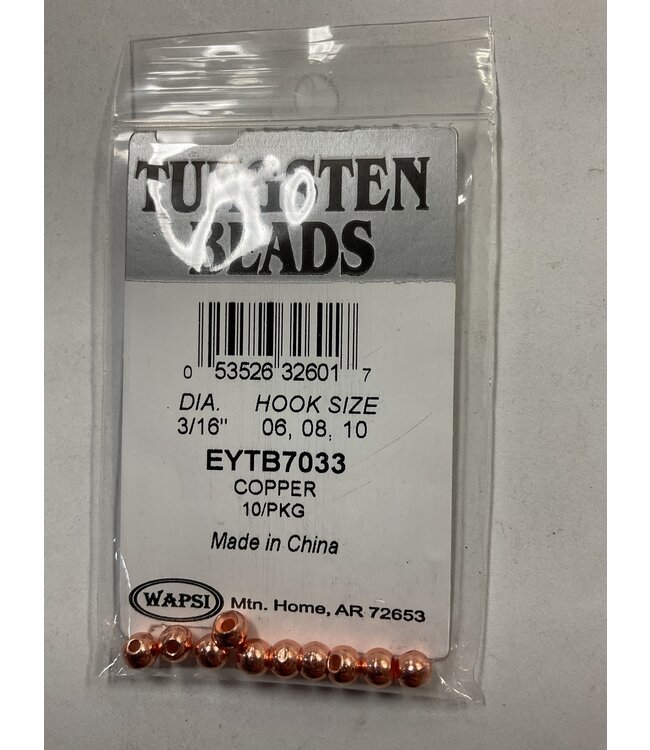 TUNGSTEN
BEADS
0 53526 32601 7
DIA. HOOK SIZE
3/16" 06, 08, 10
EYTB7033
COPPER
10/PKG
Made in China
WAPSI Mtn. Home, AR 72653